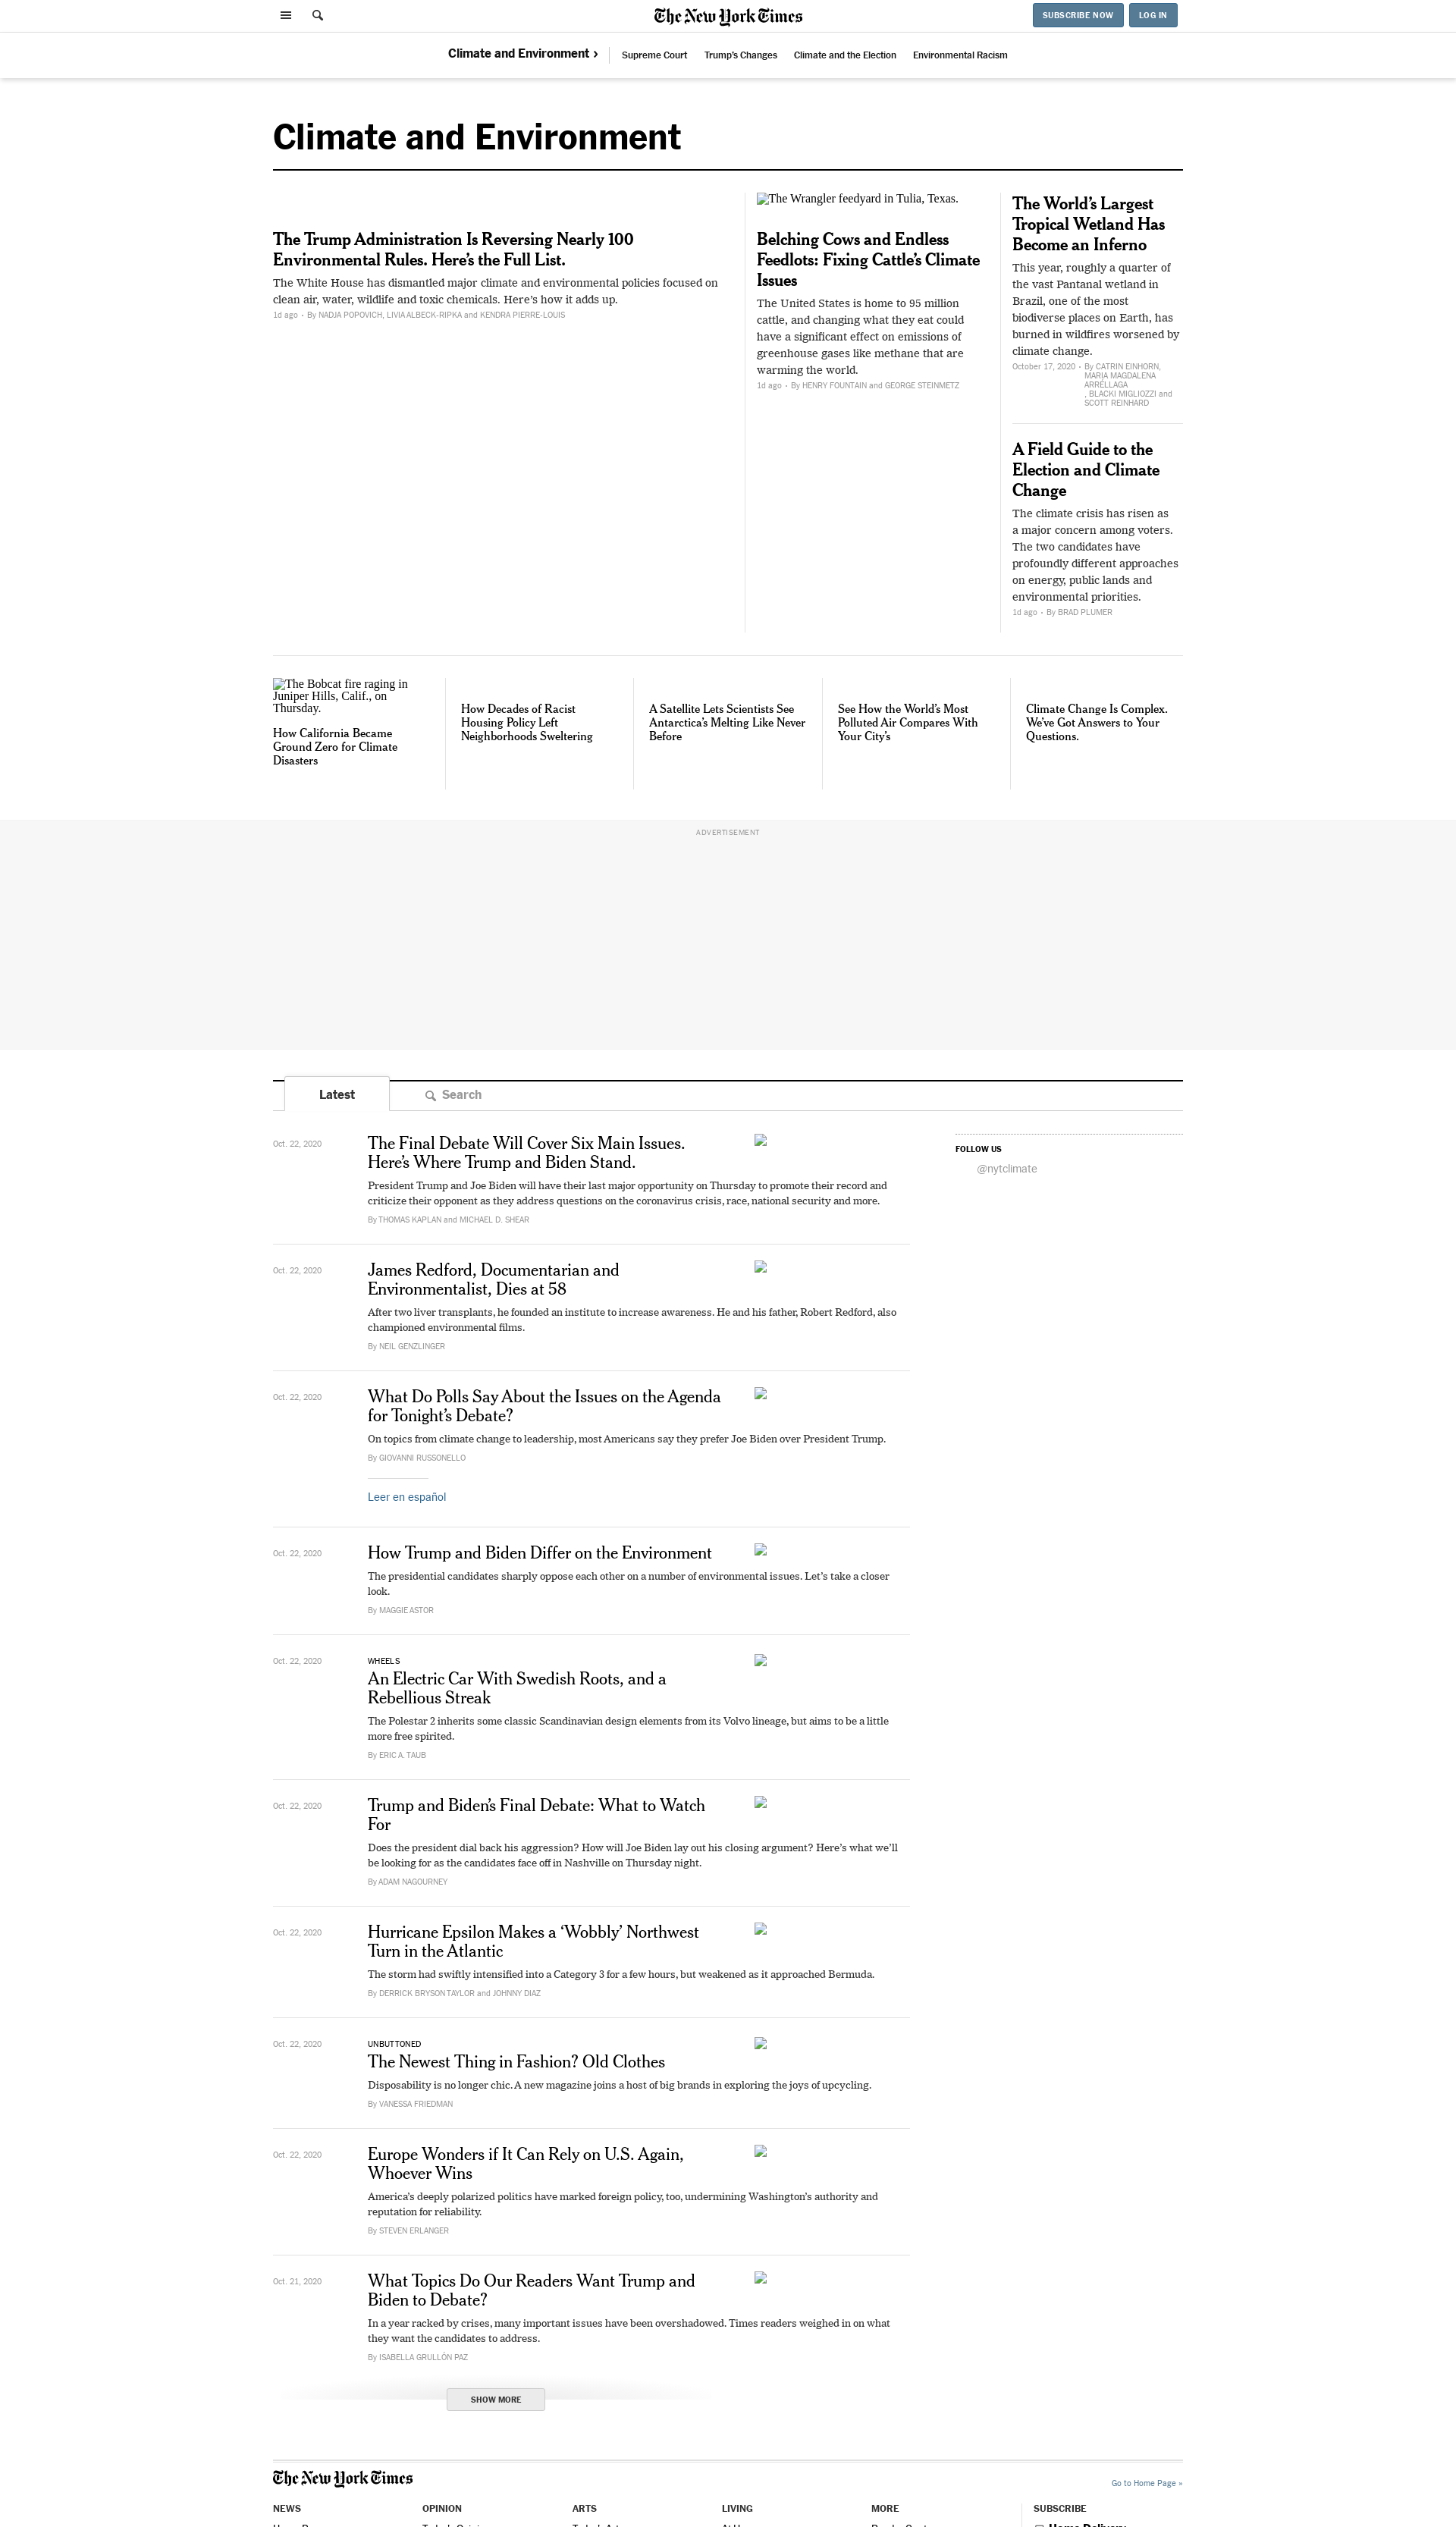 The New York Times
SUBSCRIBE NOW
LOG IN
Climate and Environment ›
Supreme Court
Trump's Changes
Climate and the Election
Environmental Racism
Climate and Environment
The Trump Administration Is Reversing Nearly 100
Environmental Rules. Here's the Full List.
The White House has dismantled major climate and environmental policies focused on
clean air, water, wildlife and toxic chemicals. Here's how it adds up.
1d ago • By NADJA POPOVICH, LIVIA ALBECK-RIPKA and KENDRA PIERRE-LOUIS
The Wrangler feedyard in Tulia, Texas.
Belching Cows and Endless
Feedlots: Fixing Cattle's Climate
Issues
The United States is home to 95 million
cattle, and changing what they eat could
have a significant effect on emissions of
greenhouse gases like methane that are
warming the world.
1d ago • By HENRY FOUNTAIN and GEORGE STEINMETZ
The World's Largest
Tropical Wetland Has
Become an Inferno
This year, roughly a quarter of
the vast Pantanal wetland in
Brazil, one of the most
biodiverse places on Earth, has
burned in wildfires worsened by
climate change.
October 17, 2020 • By CATRIN EINHORN,
MARIA MAGDALENA
ARRÉLLAGA
, BLACKI MIGLIOZZI and
SCOTT REINHARD
A Field Guide to the
Election and Climate
Change
The climate crisis has risen as
a major concern among voters.
The two candidates have
profoundly different approaches
on energy, public lands and
environmental priorities.
1d ago • By BRAD PLUMER
The Bobcat fire raging in
Juniper Hills, Calif., on
Thursday.
How California Became
Ground Zero for Climate
Disasters
How Decades of Racist
Housing Policy Left
Neighborhoods Sweltering
A Satellite Lets Scientists See
Antarctica's Melting Like Never
Before
See How the World's Most
Polluted Air Compares With
Your City's
Climate Change Is Complex.
We've Got Answers to Your
Questions.
ADVERTISEMENT
Latest
Search
Oct. 22, 2020
The Final Debate Will Cover Six Main Issues.
Here's Where Trump and Biden Stand.
President Trump and Joe Biden will have their last major opportunity on Thursday to promote their record and
criticize their opponent as they address questions on the coronavirus crisis, race, national security and more.
By THOMAS KAPLAN and MICHAEL D. SHEAR
FOLLOW US
@nytclimate
Oct. 22, 2020
James Redford, Documentarian and
Environmentalist, Dies at 58
After two liver transplants, he founded an institute to increase awareness. He and his father, Robert Redford, also
championed environmental films.
By NEIL GENZLINGER
Oct. 22, 2020
What Do Polls Say About the Issues on the Agenda
for Tonight's Debate?
On topics from climate change to leadership, most Americans say they prefer Joe Biden over President Trump.
By GIOVANNI RUSSONELLO
Leer en español
Oct. 22, 2020
How Trump and Biden Differ on the Environment
The presidential candidates sharply oppose each other on a number of environmental issues. Let's take a closer
look.
By MAGGIE ASTOR
Oct. 22, 2020
WHEELS
An Electric Car With Swedish Roots, and a
Rebellious Streak
The Polestar 2 inherits some classic Scandinavian design elements from its Volvo lineage, but aims to be a little
more free spirited.
By ERIC A. TAUB
Oct. 22, 2020
Trump and Biden's Final Debate: What to Watch
For
Does the president dial back his aggression? How will Joe Biden lay out his closing argument? Here's what we'll
be looking for as the candidates face off in Nashville on Thursday night.
By ADAM NAGOURNEY
Oct. 22, 2020
Hurricane Epsilon Makes a 'Wobbly' Northwest
Turn in the Atlantic
The storm had swiftly intensified into a Category 3 for a few hours, but weakened as it approached Bermuda.
By DERRICK BRYSON TAYLOR and JOHNNY DIAZ
Oct. 22, 2020
UNBUTTONED
The Newest Thing in Fashion? Old Clothes
Disposability is no longer chic. A new magazine joins a host of big brands in exploring the joys of upcycling.
By VANESSA FRIEDMAN
Oct. 22, 2020
Europe Wonders if It Can Rely on U.S. Again,
Whoever Wins
America's deeply polarized politics have marked foreign policy, too, undermining Washington's authority and
reputation for reliability.
By STEVEN ERLANGER
Oct. 21, 2020
What Topics Do Our Readers Want Trump and
Biden to Debate?
In a year racked by crises, many important issues have been overshadowed. Times readers weighed in on what
they want the candidates to address.
By ISABELLA GRULLÓN PAZ
SHOW MORE
The New York Times
Go to Home Page »
NEWS
OPINION
ARTS
LIVING
MORE
SUBSCRIBE